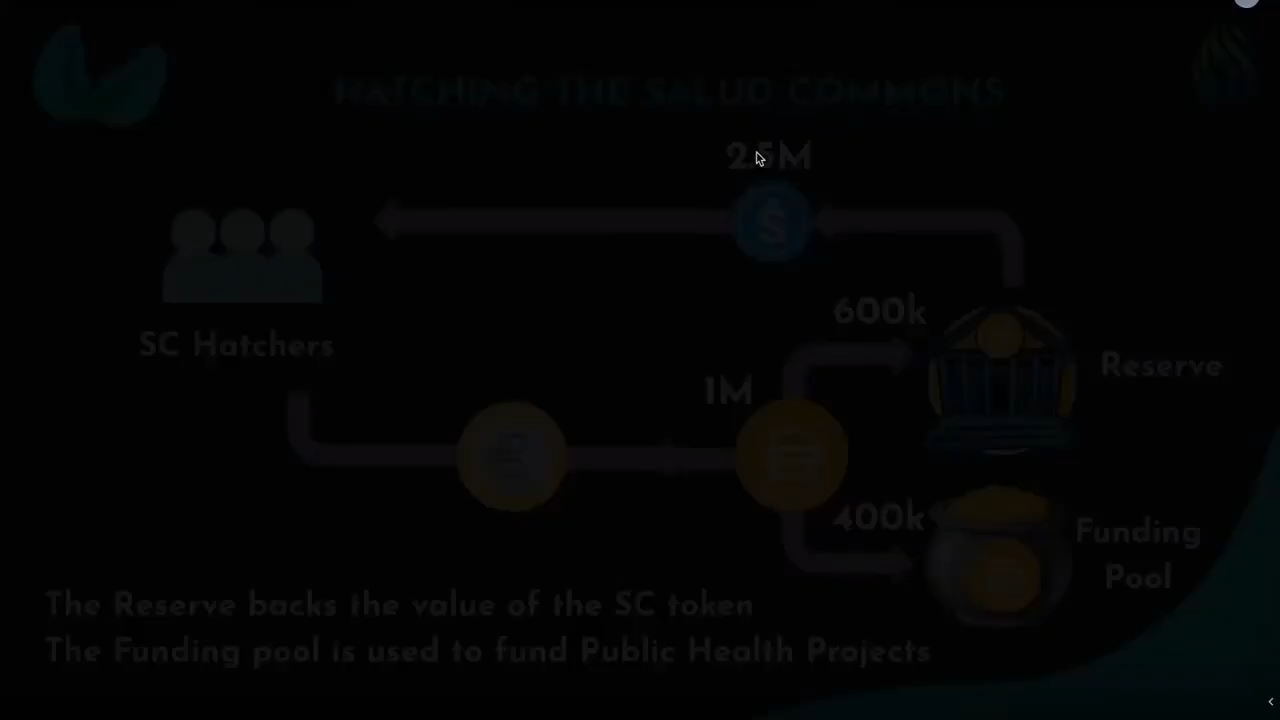 HATCHING THE SALUD COMMONS
2.5M
$
600k
SC Hatchers
Reserve
1M
400k
Funding
Pool
The Reserve backs the value of the SC token
The Funding pool is used to fund Public Health Projects